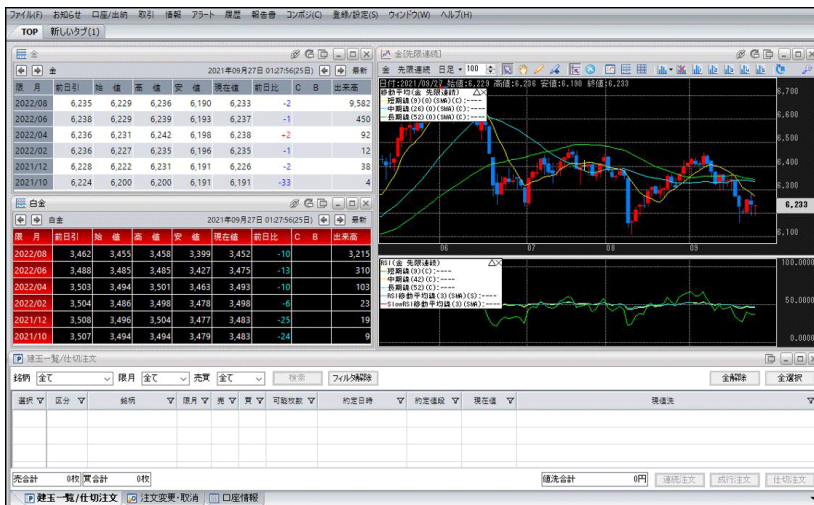 ファイル(F) お知らせ 口座/出納 取引 情報 アラート 履歴 報告書 コンポジ(C) 登録/設定(S) ウィンドウ(W) ヘルプ(H)
TOP 新しいタブ(1)
金
金 2021年09月27日 01:27:56(25日) 最新
限 月 前日引 始 値 高 値 安 値 現在値 前日比 C B 出来高
2022/08 6,235 6,229 6,236 6,190 6,233 -2 9,582
2022/06 6,238 6,229 6,239 6,193 6,237 -1 450
2022/04 6,236 6,231 6,242 6,198 6,238 +2 92
2022/02 6,236 6,227 6,235 6,196 6,235 -1 12
2021/12 6,228 6,222 6,231 6,191 6,226 -2 38
2021/10 6,224 6,200 6,200 6,191 6,191 -33 4
白金
白金 2021年09月27日 01:27:56(25日) 最新
限 月 前日引 始 値 高 値 安 値 現在値 前日比 C B 出来高
2022/08 3,462 3,455 3,458 3,399 3,452 -10 3,215
2022/06 3,488 3,485 3,485 3,427 3,475 -13 310
2022/04 3,503 3,494 3,501 3,463 3,493 -10 103
2022/02 3,504 3,486 3,498 3,478 3,498 -6 23
2021/12 3,508 3,496 3,504 3,477 3,483 -25 19
2021/10 3,507 3,494 3,494 3,479 3,483 -24 9
金[先限連続]
金 先限連続 日足 100
日付:2021/09/27 始値:6,229 高値:6,236 安値:6,190 終値:6,233
移動平均(金 先限連続)
短期線(9)(0)(SMA)(C):----
中期線(26)(0)(SMA)(C):----
長期線(52)(0)(SMA)(C):----
6,700
6,600
6,500
6,400
6,300
6,233
6,100
06 07 08 09
RSI(金 先限連続)
短期線(9)(C):----
中期線(42)(C):----
長期線(52)(C):----
RSI移動平均線(3)(SMA)(S):----
SlowRSI移動平均線(3)(SMA):----
100.0000
50.0000
0.0000
建玉一覧/仕切注文
銘柄 全て 限月 全て 売買 全て 検索 フィルタ解除 全解除 全選択
選択 区分 銘柄 限月 売 買 可能枚数 約定日時 約定値段 現在値 現値洗
売合計 0枚 買合計 0枚 値洗合計 0円 連続注文 成行注文 仕切注文
建玉一覧/仕切注文 注文変更・取消 口座情報